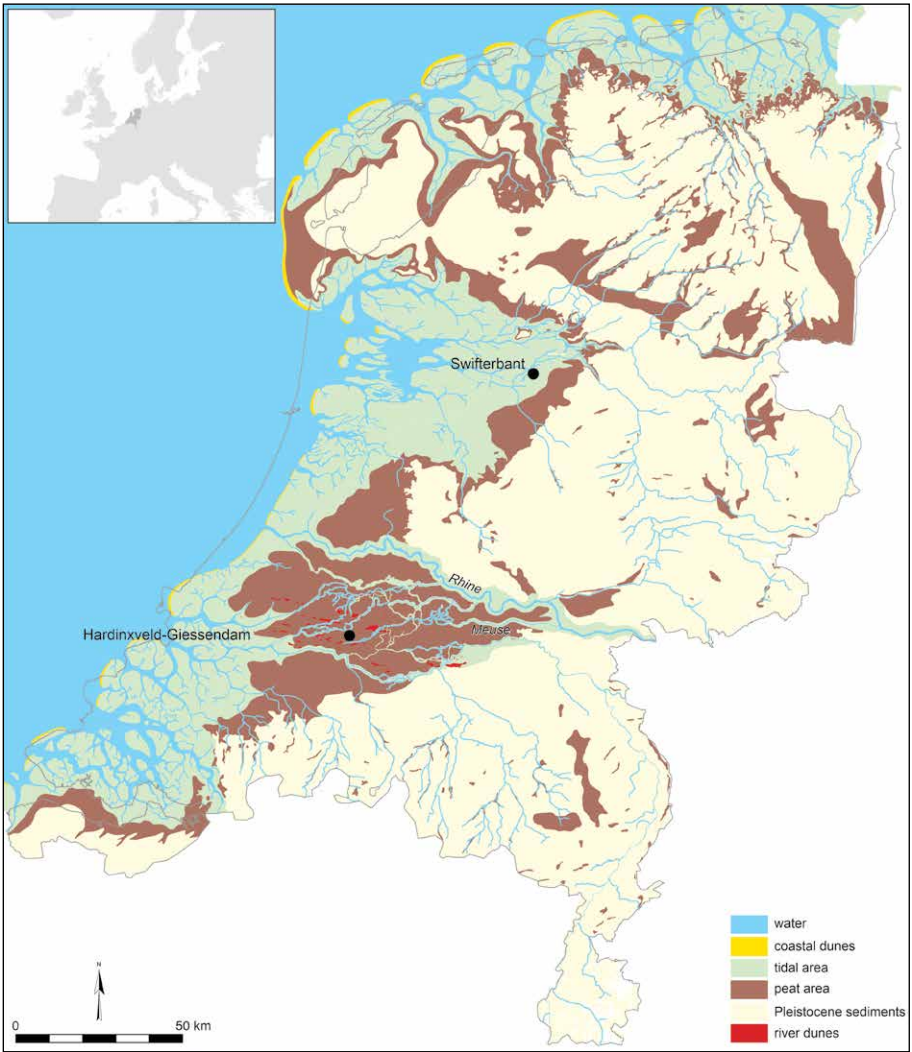 Swifterbant
Rhine
Hardinxveld-Giessendam
Meuse
water
coastal dunes
tidal area
peat area
Pleistocene sediments
river dunes
N
0 50 km